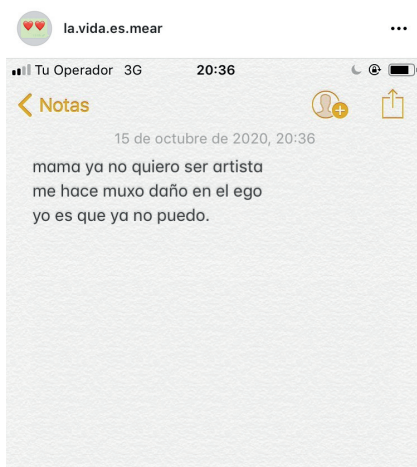 la.vida.es.mear
Tu Operador 3G 20:36
Notas
15 de octubre de 2020, 20:36
mama ya no quiero ser artista
me hace muxo daño en el ego
yo es que ya no puedo.